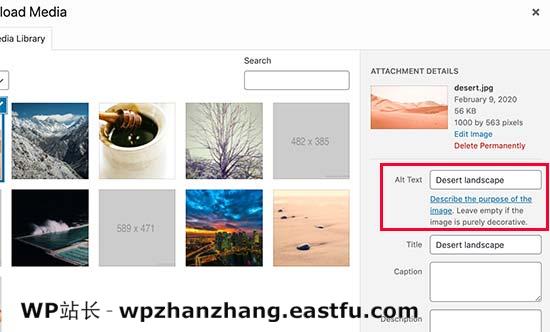 load Media
×
edia Library
Search
482 x 385
589 x 471
ATTACHMENT DETAILS
desert.jpg
February 9, 2020
56 KB
1000 by 563 pixels
Edit Image
Delete Permanently
Alt Text
Desert landscape
Describe the purpose of the
image. Leave empty if the
image is purely decorative.
Title
Desert landscape
Caption
Description
WP站长 - wpzhanzhang.eastfu.com